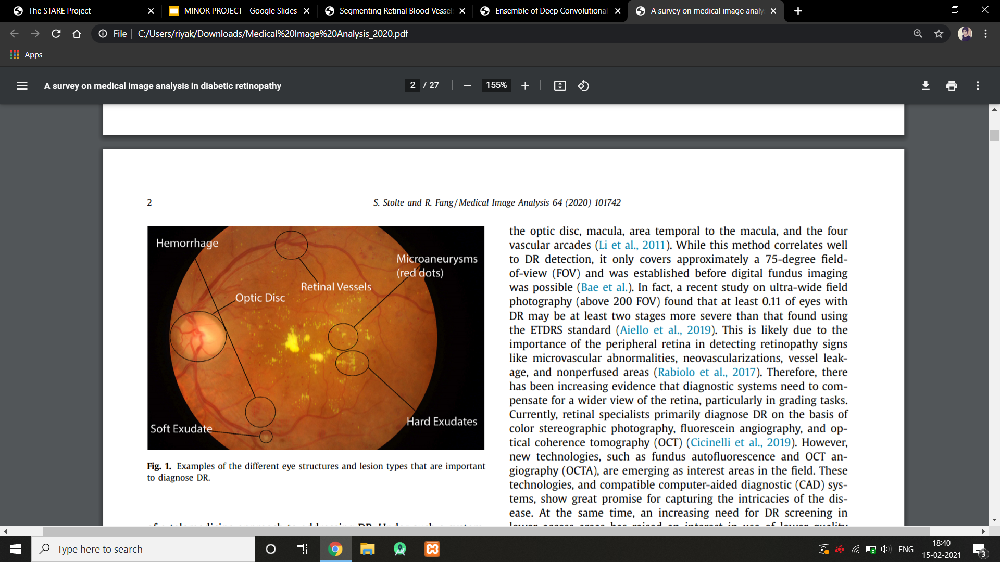 The STARE Project
MINOR PROJECT - Google Slides
Segmenting Retinal Blood Vessel
Ensemble of Deep Convolutional
A survey on medical image analy
File
C:/Users/riyak/Downloads/Medical%20Image%20Analysis_2020.pdf
Apps
A survey on medical image analysis in diabetic retinopathy
2 / 27
155%
2
S. Stolte and R. Fang / Medical Image Analysis 64 (2020) 101742
Hemorrhage
Microaneurysms
(red dots)
Retinal Vessels
Optic Disc
Hard Exudates
Soft Exudate
Fig. 1. Examples of the different eye structures and lesion types that are important
to diagnose DR.
the optic disc, macula, area temporal to the macula, and the four
vascular arcades (Li et al., 2011). While this method correlates well
to DR detection, it only covers approximately a 75-degree field-
of-view (FOV) and was established before digital fundus imaging
was possible (Bae et al.). In fact, a recent study on ultra-wide field
photography (above 200 FOV) found that at least 0.11 of eyes with
DR may be at least two stages more severe than that found using
the ETDRS standard (Aiello et al., 2019). This is likely due to the
importance of the peripheral retina in detecting retinopathy signs
like microvascular abnormalities, neovascularizations, vessel leak-
age, and nonperfused areas (Rabiolo et al., 2017). Therefore, there
has been increasing evidence that diagnostic systems need to com-
pensate for a wider view of the retina, particularly in grading tasks.
Currently, retinal specialists primarily diagnose DR on the basis of
color stereographic photography, fluorescein angiography, and op-
tical coherence tomography (OCT) (Cicinelli et al., 2019). However,
new technologies, such as fundus autofluorescence and OCT an-
giography (OCTA), are emerging as interest areas in the field. These
technologies, and compatible computer-aided diagnostic (CAD) sys-
tems, show great promise for capturing the intricacies of the dis-
ease. At the same time, an increasing need for DR screening in
Type here to search
ENG
18:40
15-02-2021
3